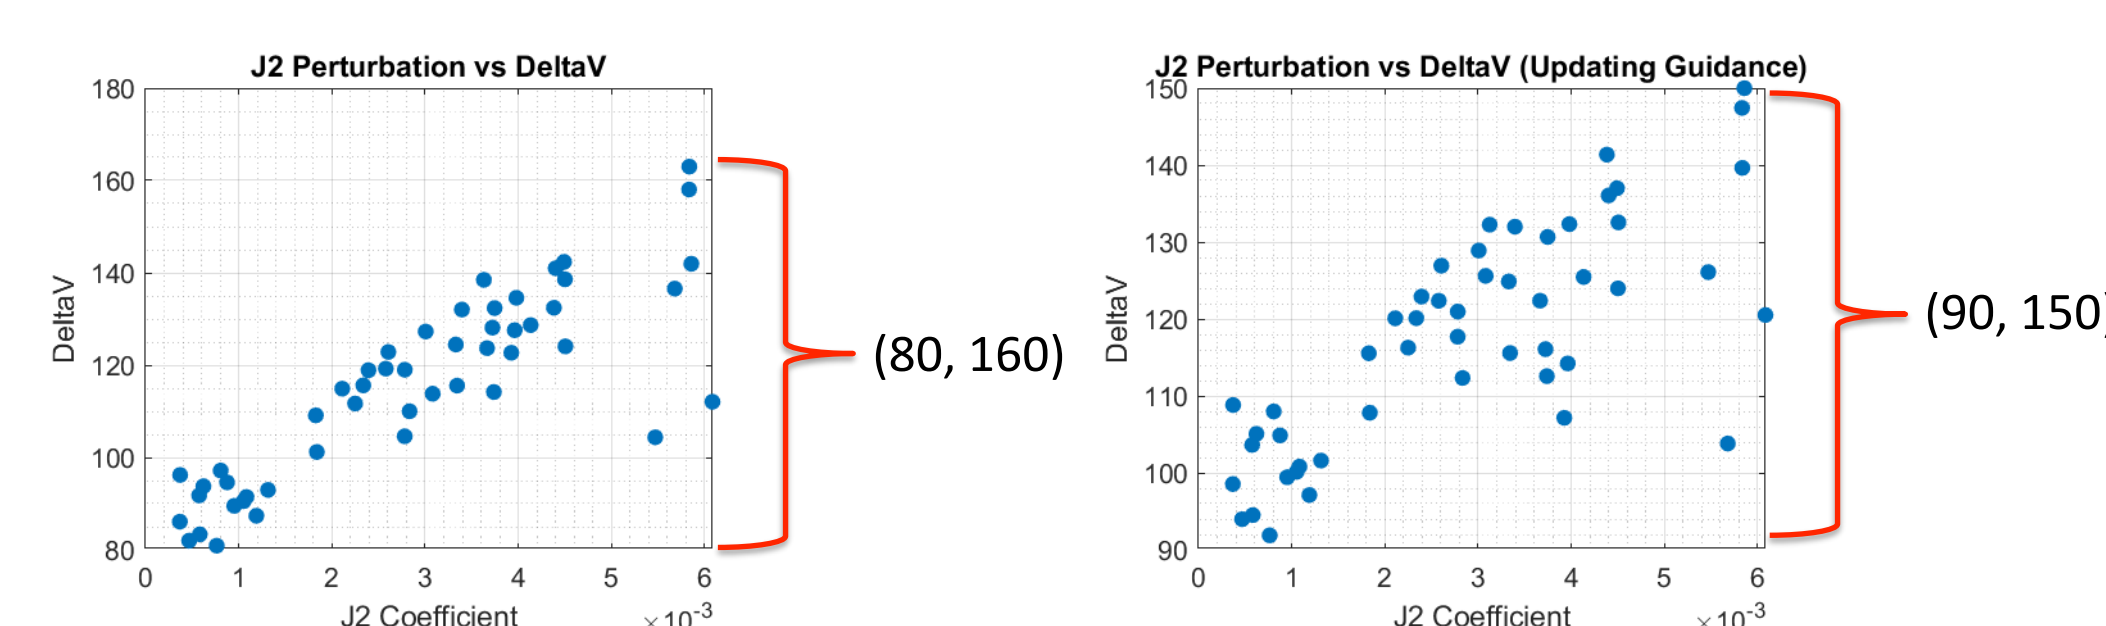 J2 Perturbation vs DeltaV
180
160
140
120
100
80
DeltaV
0 1 2 3 4 5 6
J2 Coefficient
×10-3
(80, 160)
J2 Perturbation vs DeltaV (Updating Guidance)
150
140
130
120
110
100
90
DeltaV
0 1 2 3 4 5 6
J2 Coefficient
×10-3
(90, 150)